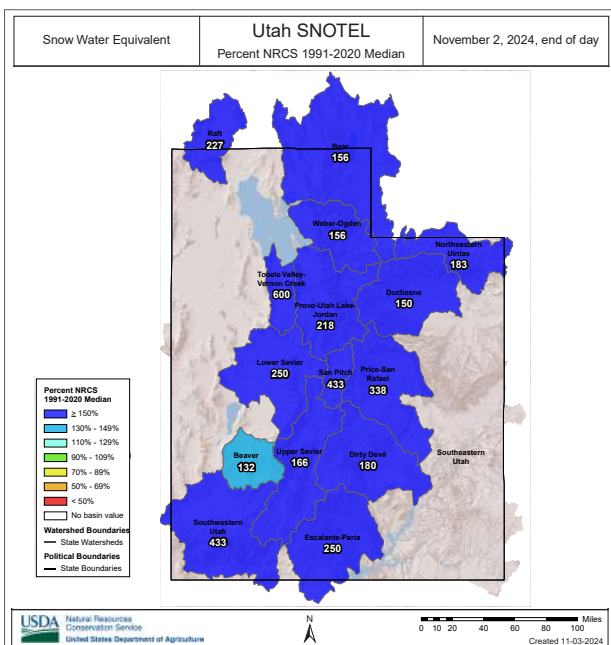 Snow Water Equivalent
Utah SNOTEL
Percent NRCS 1991-2020 Median
November 2, 2024, end of day
Raft
227
Bear
156
Weber-Ogden
156
Northeastern
Uintas
183
Tooele Valley-
Vernon Creek
600
Duchesne
150
Provo-Utah Lake-
Jordan
218
Lower Sevier
250
San Pitch
433
Price-San
Rafael
338
Beaver
132
Upper Sevier
166
Dirty Devil
180
Southeastern
Utah
Southwestern
Utah
433
Escalante-Paria
250
Percent NRCS
1991-2020 Median
≥ 150%
130% - 149%
110% - 129%
90% - 109%
70% - 89%
50% - 69%
< 50%
No basin value
Watershed Boundaries
State Watersheds
Political Boundaries
State Boundaries
USDA
Natural Resources
Conservation Service
United States Department of Agriculture
N
Miles
0 10 20 40 60 80 100
Created 11-03-2024